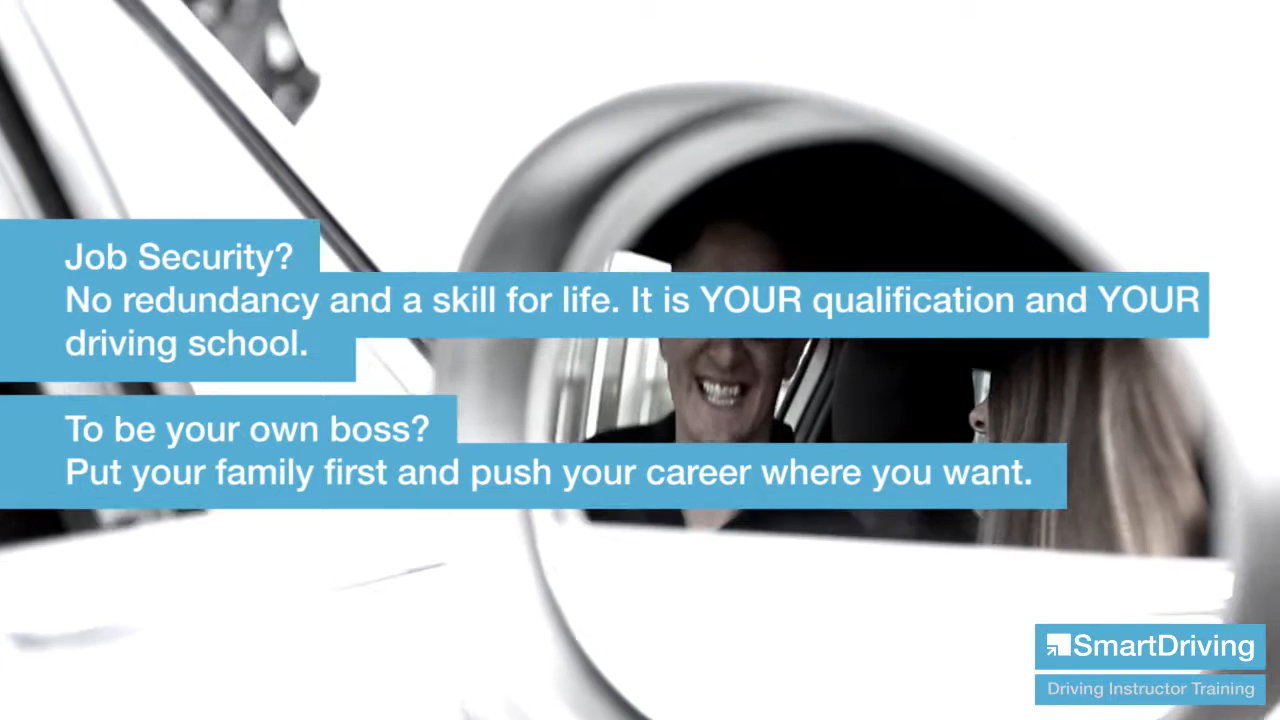 Job Security?
No redundancy and a skill for life. It is YOUR qualification and YOUR
driving school.
To be your own boss?
Put your family first and push your career where you want.
SmartDriving
Driving Instructor Training